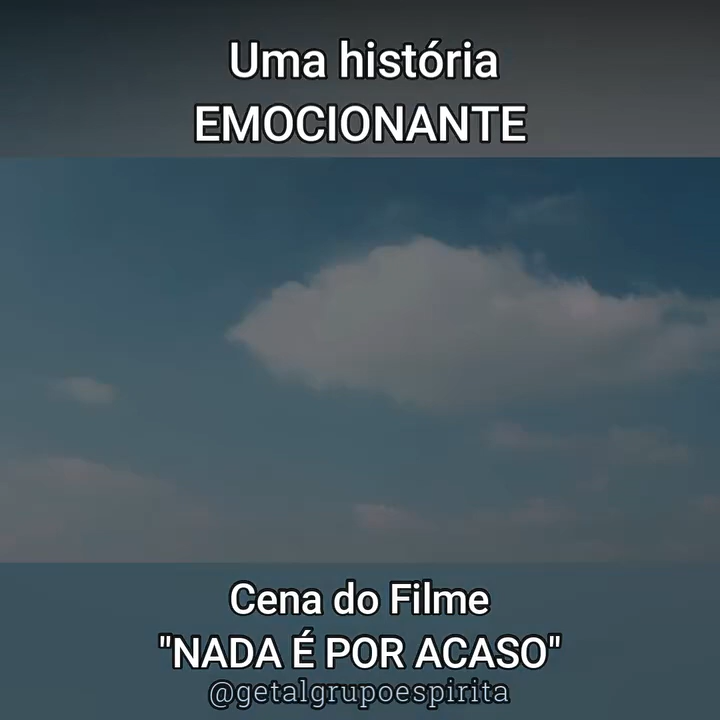 Uma história
EMOCIONANTE
Cena do Filme
"NADA É POR ACASO"
@getalgrupoespirita